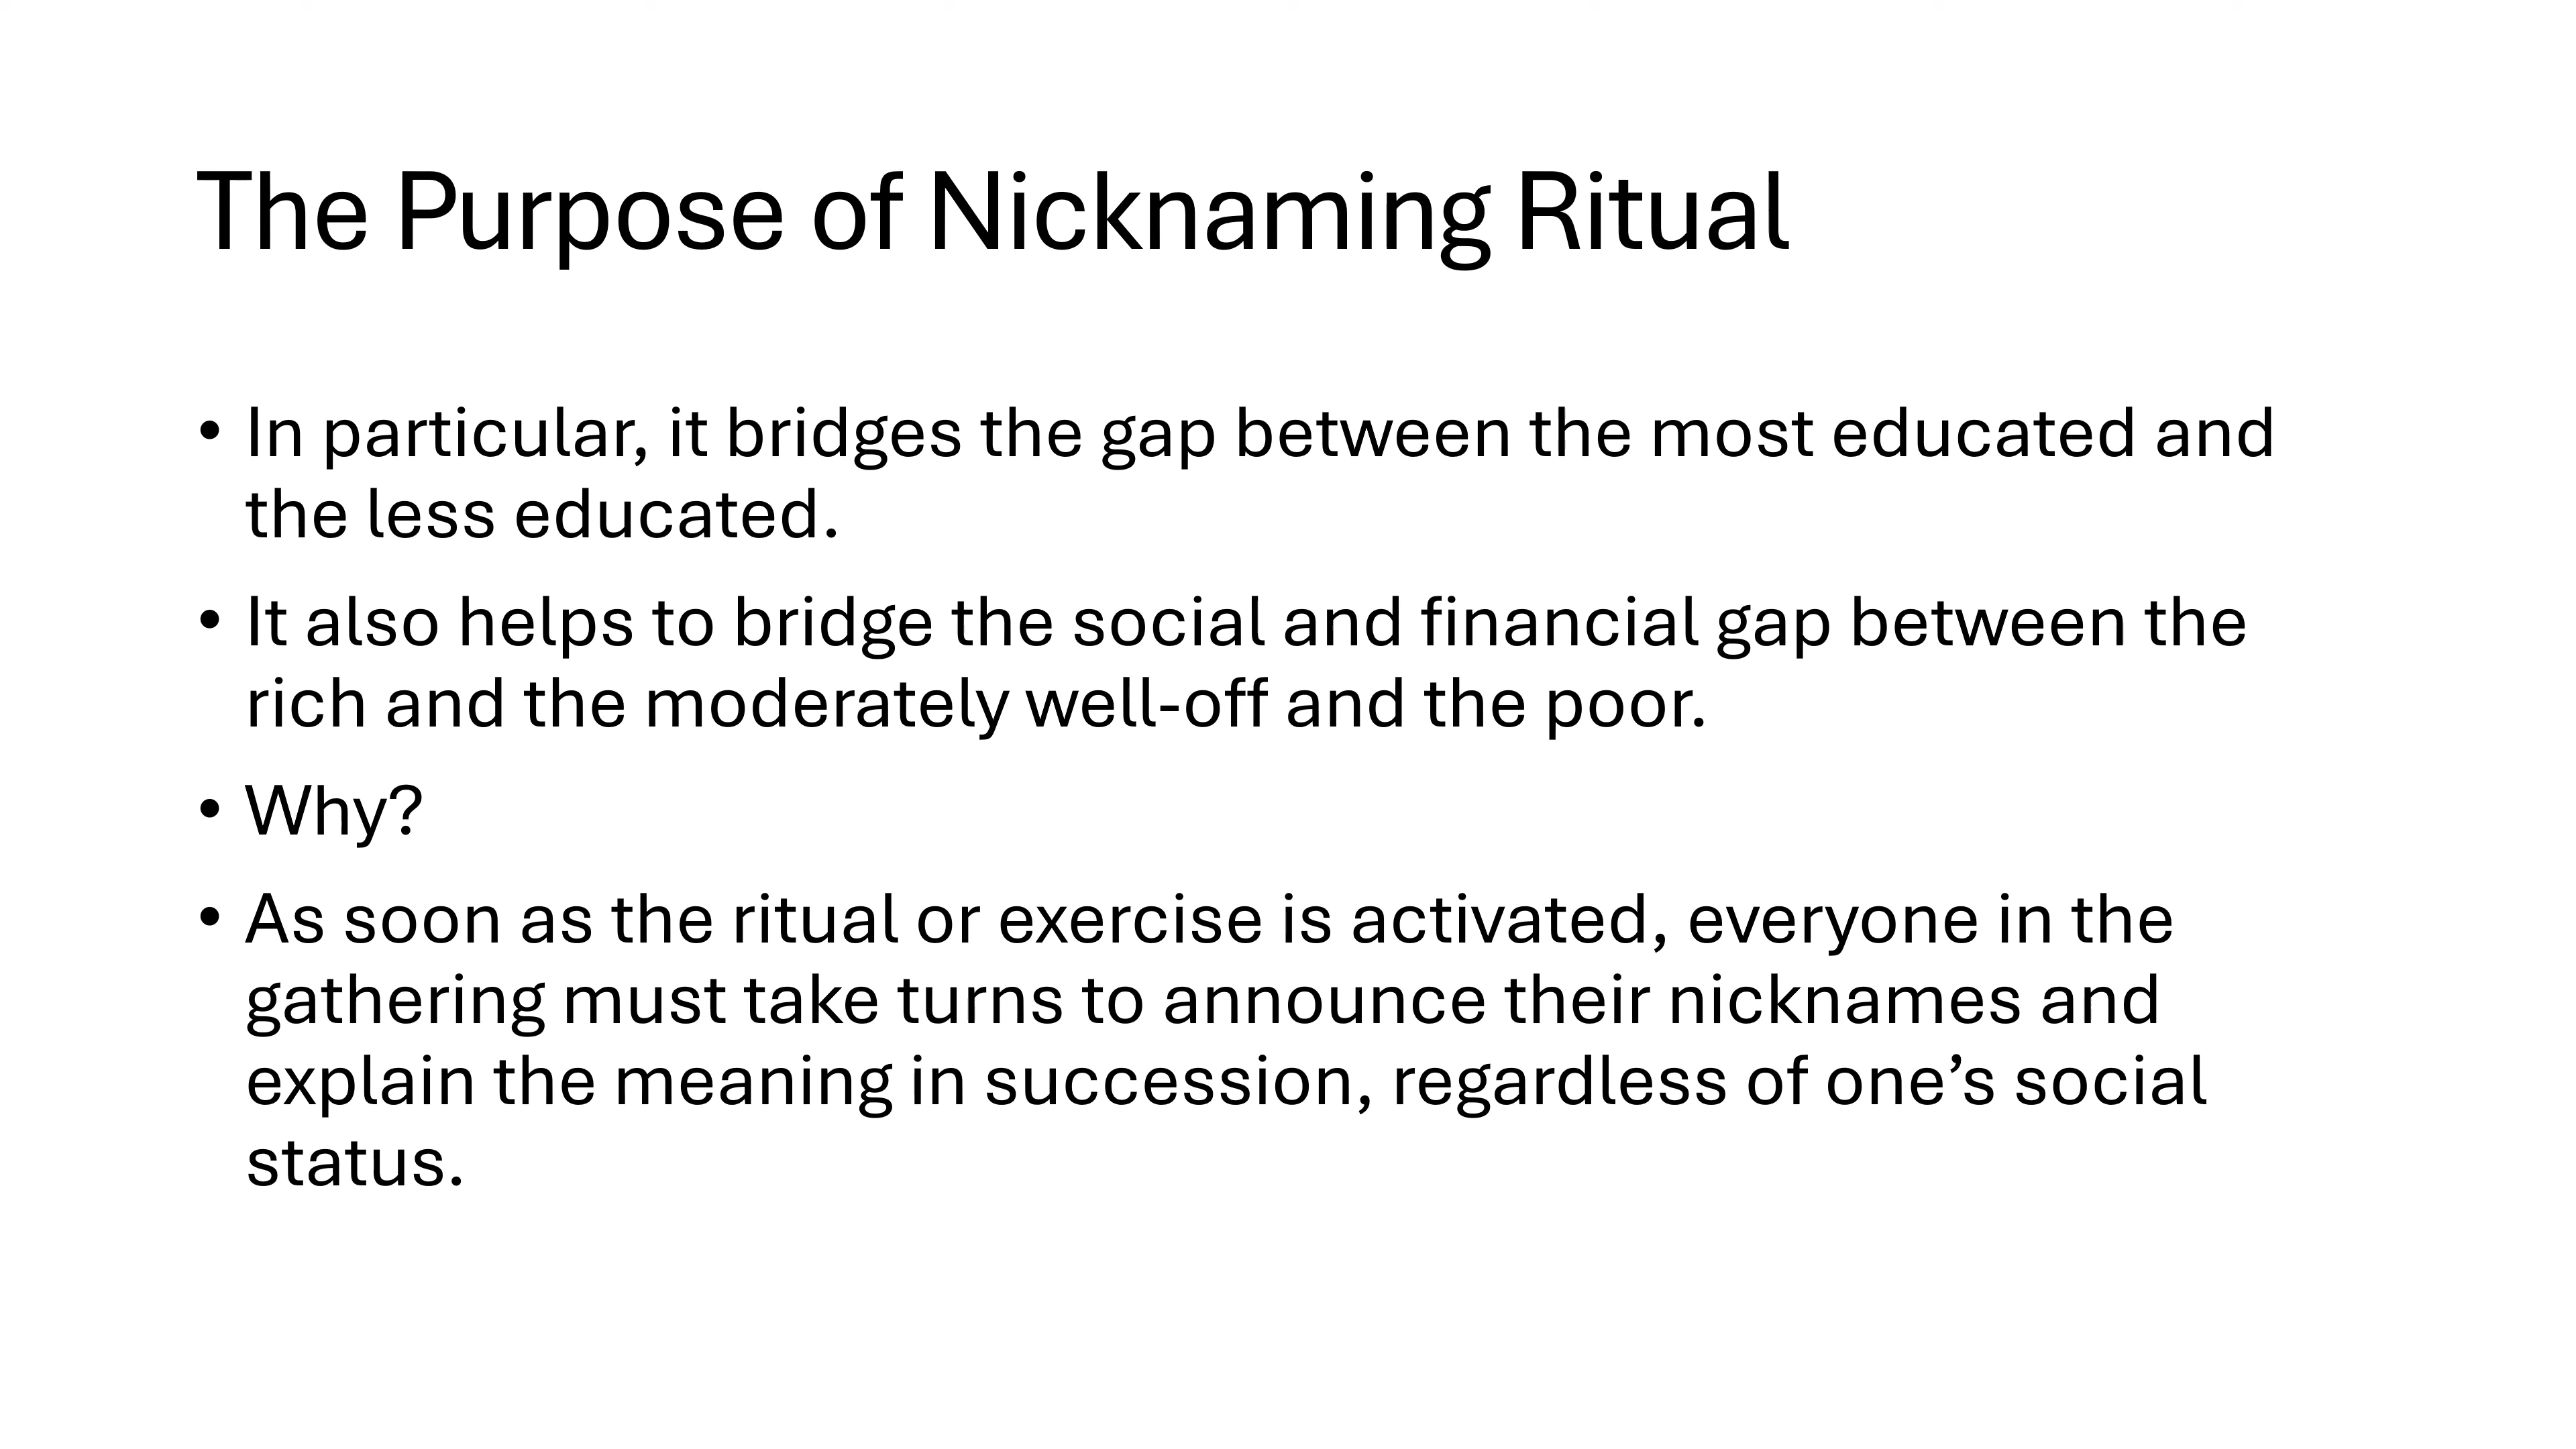 The Purpose of Nicknaming Ritual
• In particular, it bridges the gap between the most educated and
the less educated.
• It also helps to bridge the social and financial gap between the
rich and the moderately well-off and the poor.
• Why?
• As soon as the ritual or exercise is activated, everyone in the
gathering must take turns to announce their nicknames and
explain the meaning in succession, regardless of one’s social
status.